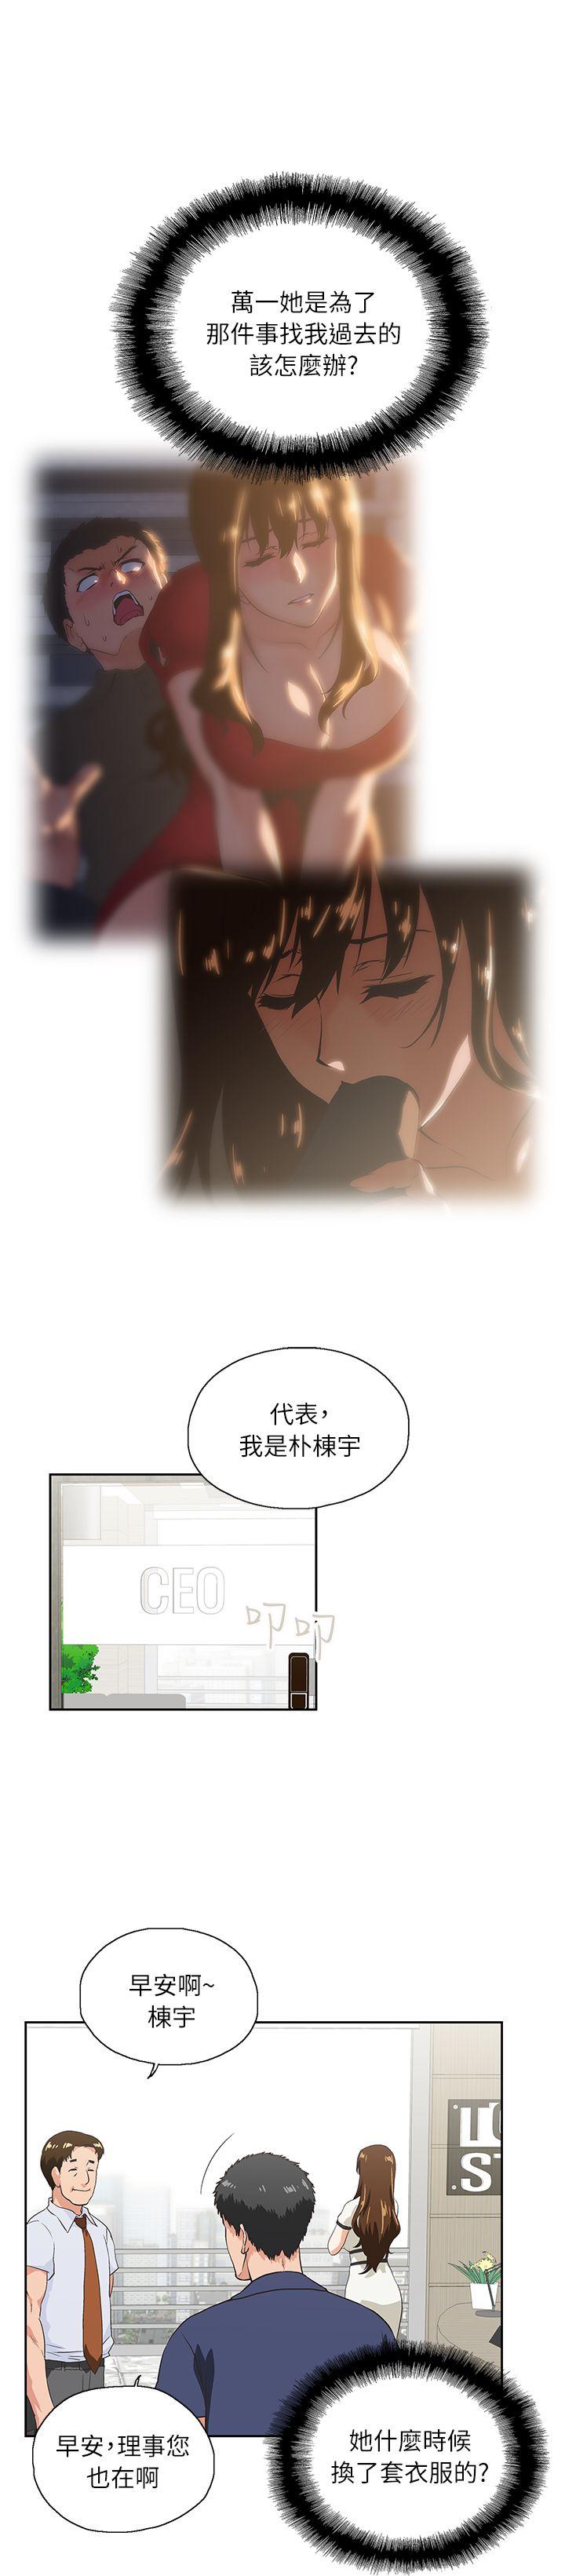 萬一她是為了
那件事找我過去的
該怎麼辦?
代表,
我是朴棟宇
CEO
叩叩
早安啊~
棟宇
早安,理事您
也在啊
她什麼時候
換了套衣服的?